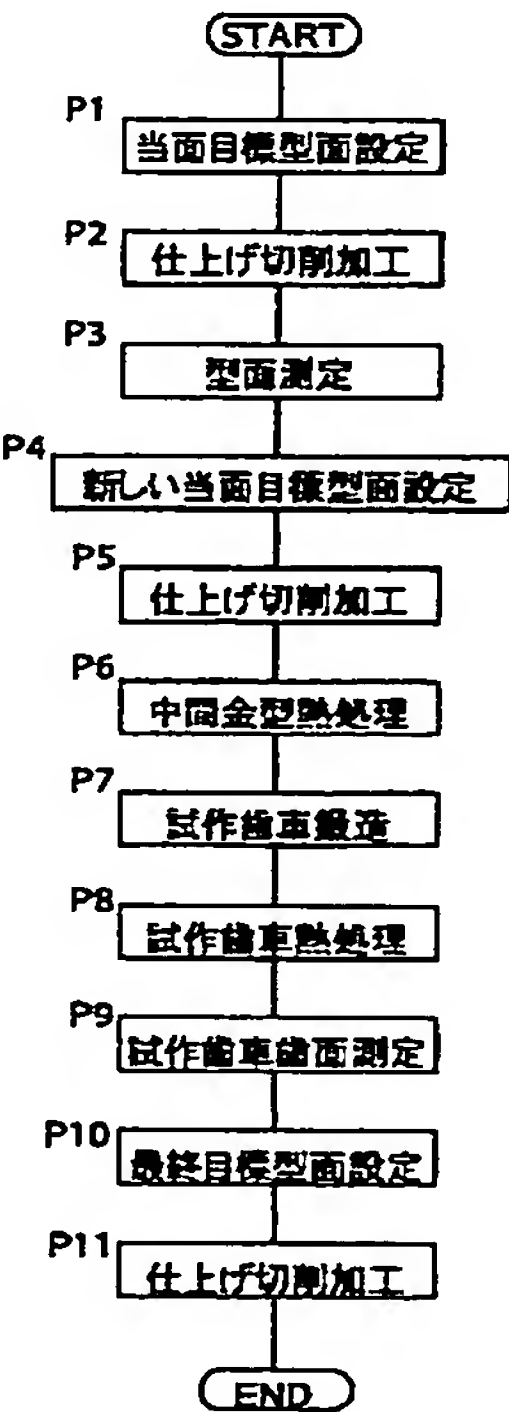 START
P1
当面目標型面設定
P2
仕上げ切削加工
P3
型面測定
P4
新しい当面目標型面設定
P5
仕上げ切削加工
P6
中間金型熱処理
P7
試作歯車鍛造
P8
試作歯車熱処理
P9
試作歯車歯面測定
P10
最終目標型面設定
P11
仕上げ切削加工
END